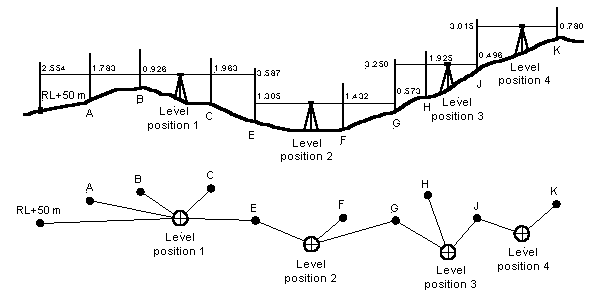 3.015
0.780
K
2.554
1.783
0.926
1.963
3.587
3.250
1.925
0.496
J
Level
position 4
RL+50 m
A
B
C
1.305
1.432
0.573
H
Level
position 3
Level
position 1
E
F
G
Level
position 2
A
B
C
H
RL+50 m
E
F
G
J
K
Level
position 1
Level
position 2
Level
position 3
Level
position 4